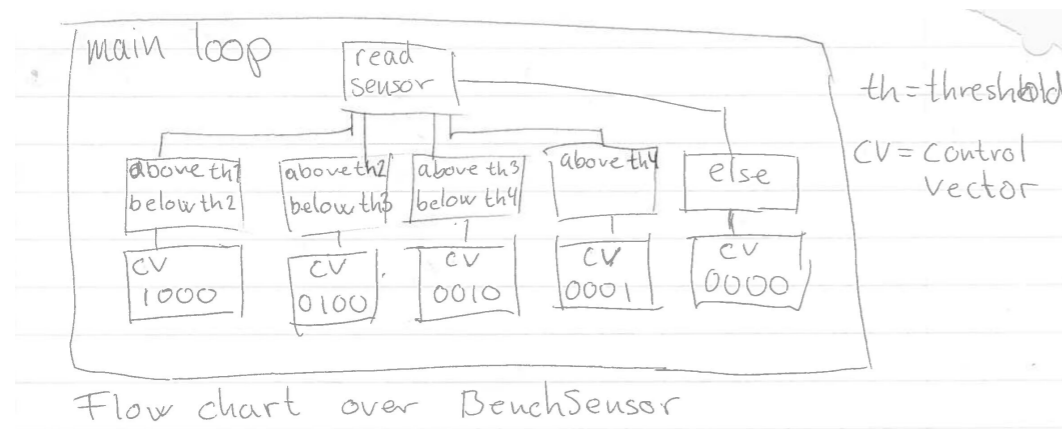 main loop
read
sensor
th = threshold
CV = control
vector
above th1
below th2
above th2
below th3
above th3
below th4
above th4
else
CV
1000
CV
0100
CV
0010
CV
0001
CV
0000
Flow chart over BenchSensor